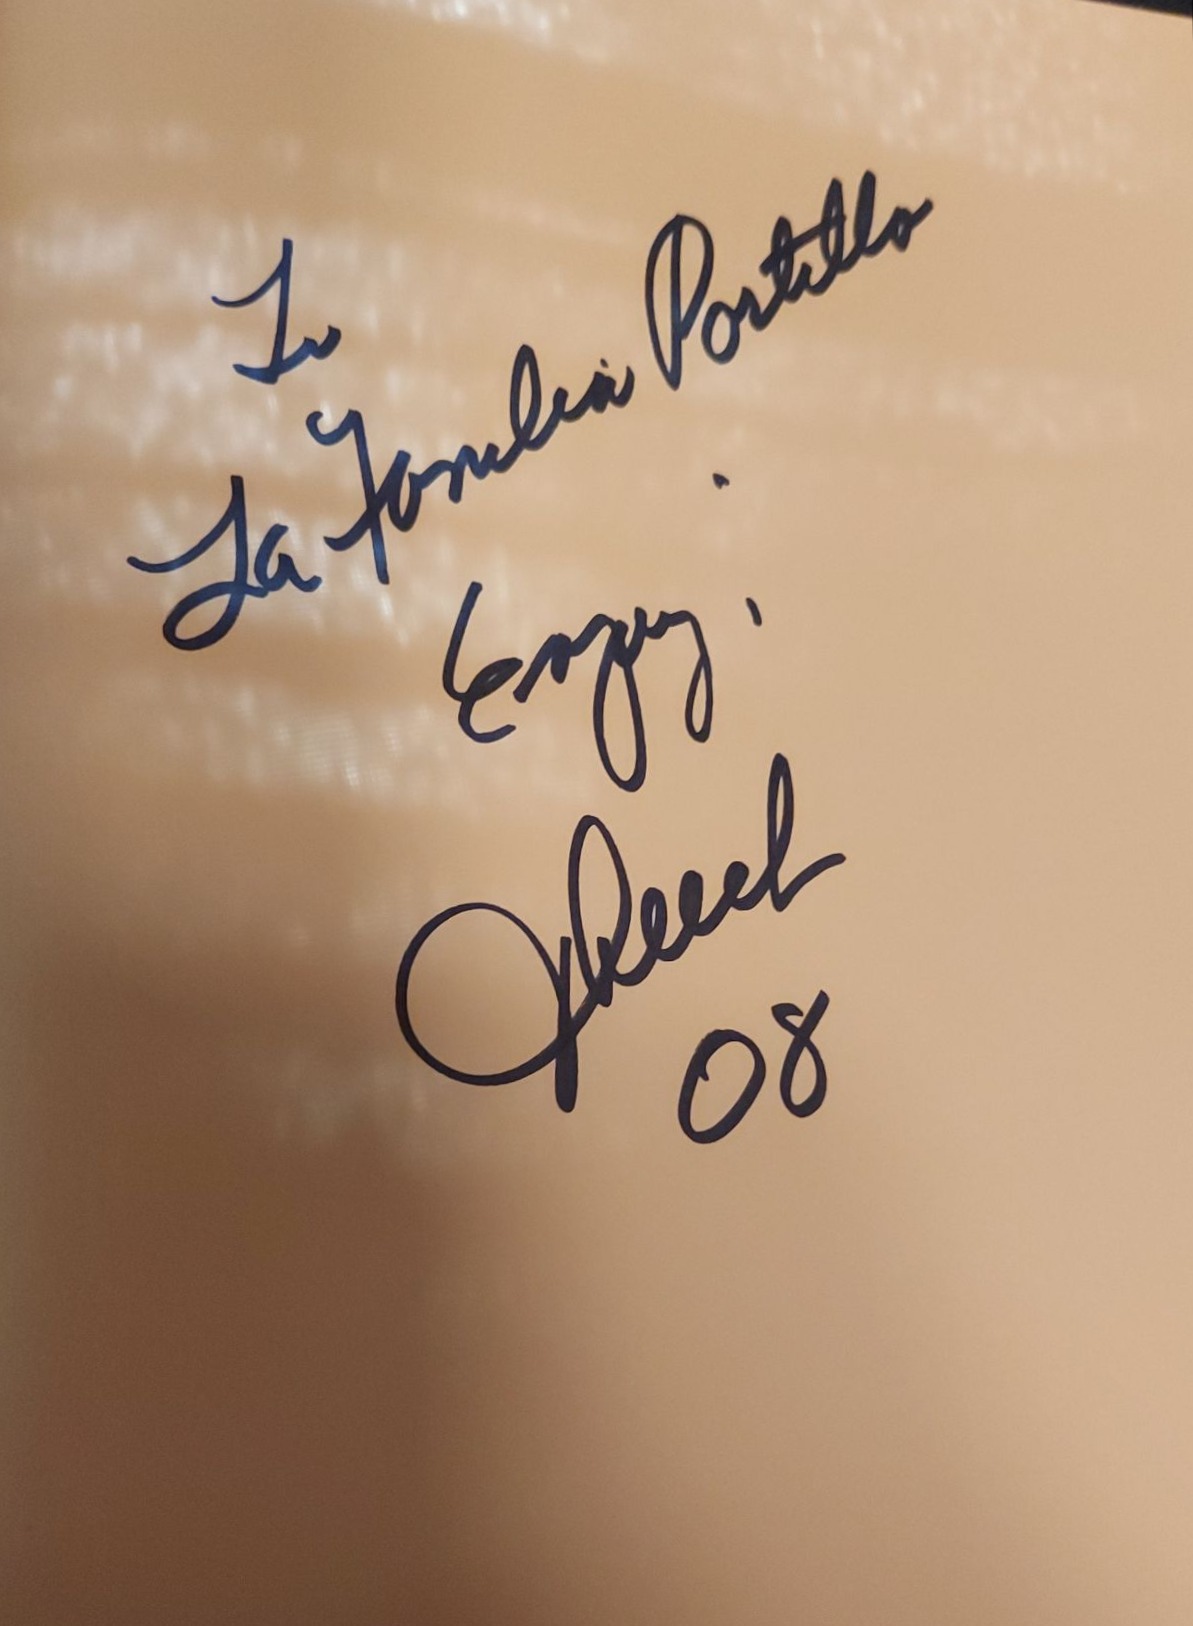 To
La Familia Portillo
Enjoy!
08